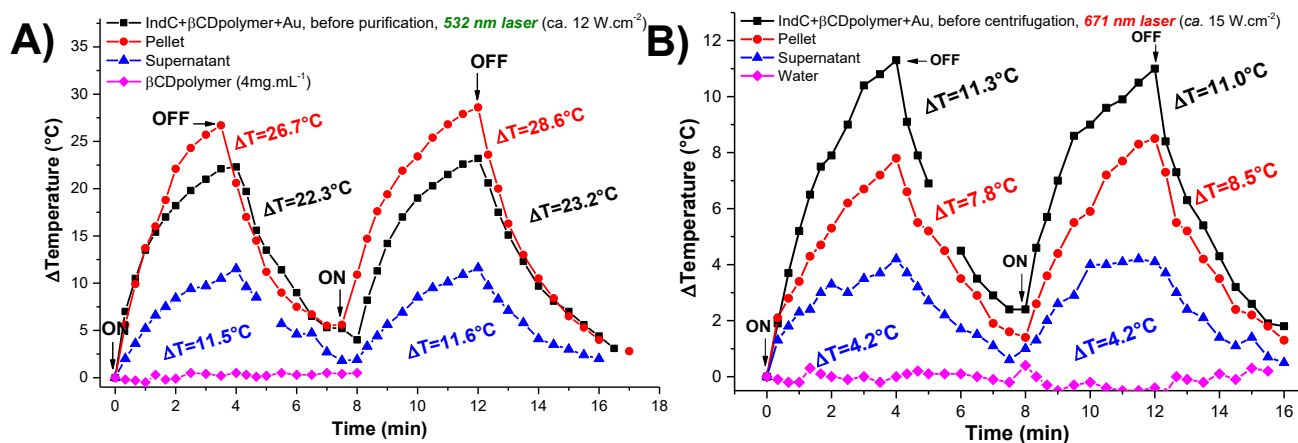 A)
IndC+βCDpolymer+Au, before purification, 532 nm laser (ca. 12 W.cm⁻²)
Pellet
Supernatant
βCDpolymer (4mg.mL⁻¹)
OFF
OFF
ΔT=26.7°C
ΔT=28.6°C
ΔT=22.3°C
ΔT=23.2°C
ON
ON
ΔT=11.5°C
ΔT=11.6°C
ΔTemperature (°C)
35
30
25
20
15
10
5
0
0 2 4 6 8 10 12 14 16 18
Time (min)
B)
IndC+βCDpolymer+Au, before centrifugation, 671 nm laser (ca. 15 W.cm⁻²)
Pellet
Supernatant
Water
OFF
OFF
ΔT=11.3°C
ΔT=11.0°C
ΔT=7.8°C
ΔT=8.5°C
ON
ON
ΔT=4.2°C
ΔT=4.2°C
ΔTemperature (°C)
12
10
8
6
4
2
0
0 2 4 6 8 10 12 14 16
Time (min)